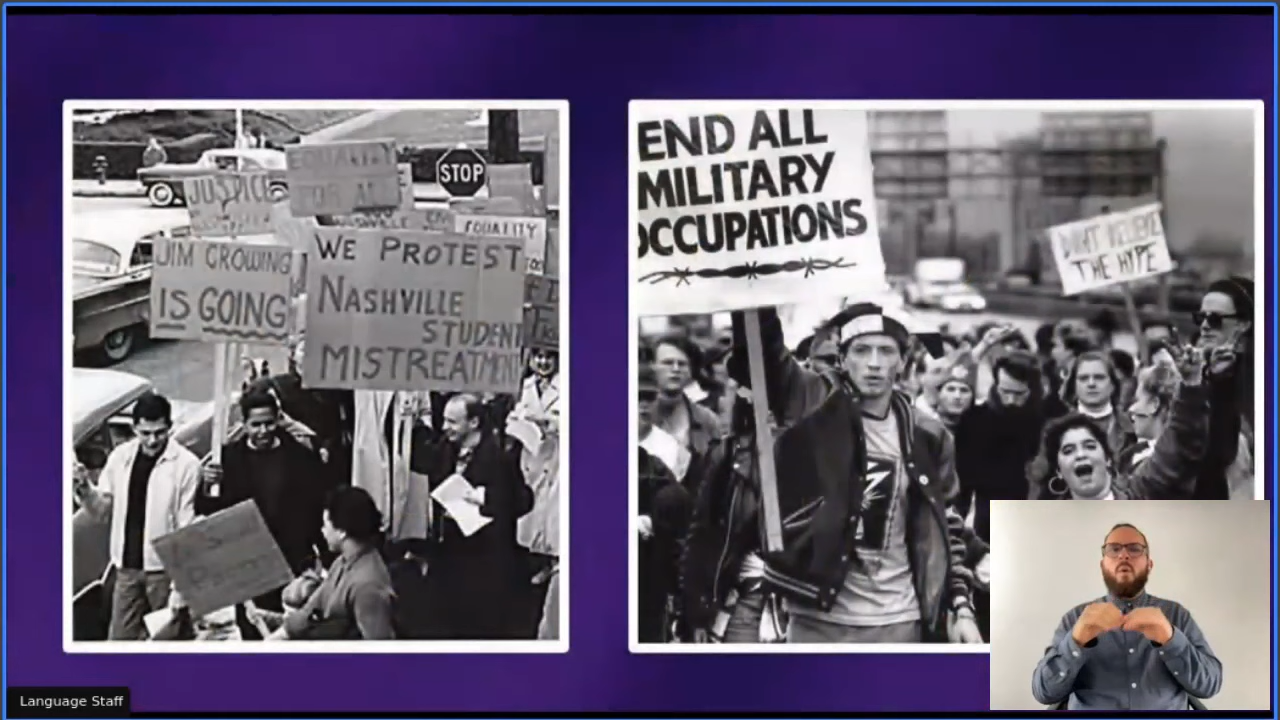 EQUALITY
FOR ALL
STOP
JUSTICE
EQUALITY
JIM CROWING
IS GOING
WE PROTEST
NASHVILLE
STUDENT
MISTREATMENT
END ALL
MILITARY
OCCUPATIONS
DON'T BELIEVE
THE HYPE
Language Staff